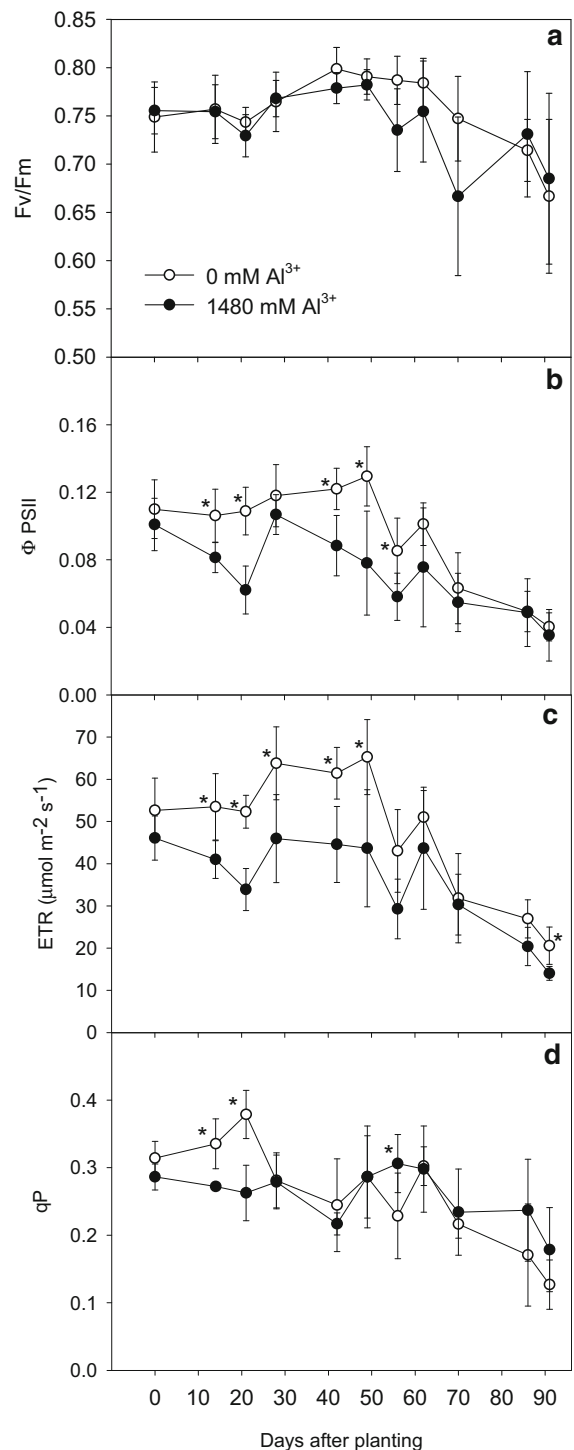 a
0.85
0.80
0.75
0.70
0.65
0.60
0.55
0.50
Fv/Fm
0 mM Al³⁺
1480 mM Al³⁺
b
0.16
0.12
0.08
0.04
0.00
Φ PSII
* * * * *
c
70
60
50
40
30
20
10
0
ETR (μmol m⁻² s⁻¹)
* * * * * *
d
0.4
0.3
0.2
0.1
0.0
qP
* * *
0 10 20 30 40 50 60 70 80 90
Days after planting